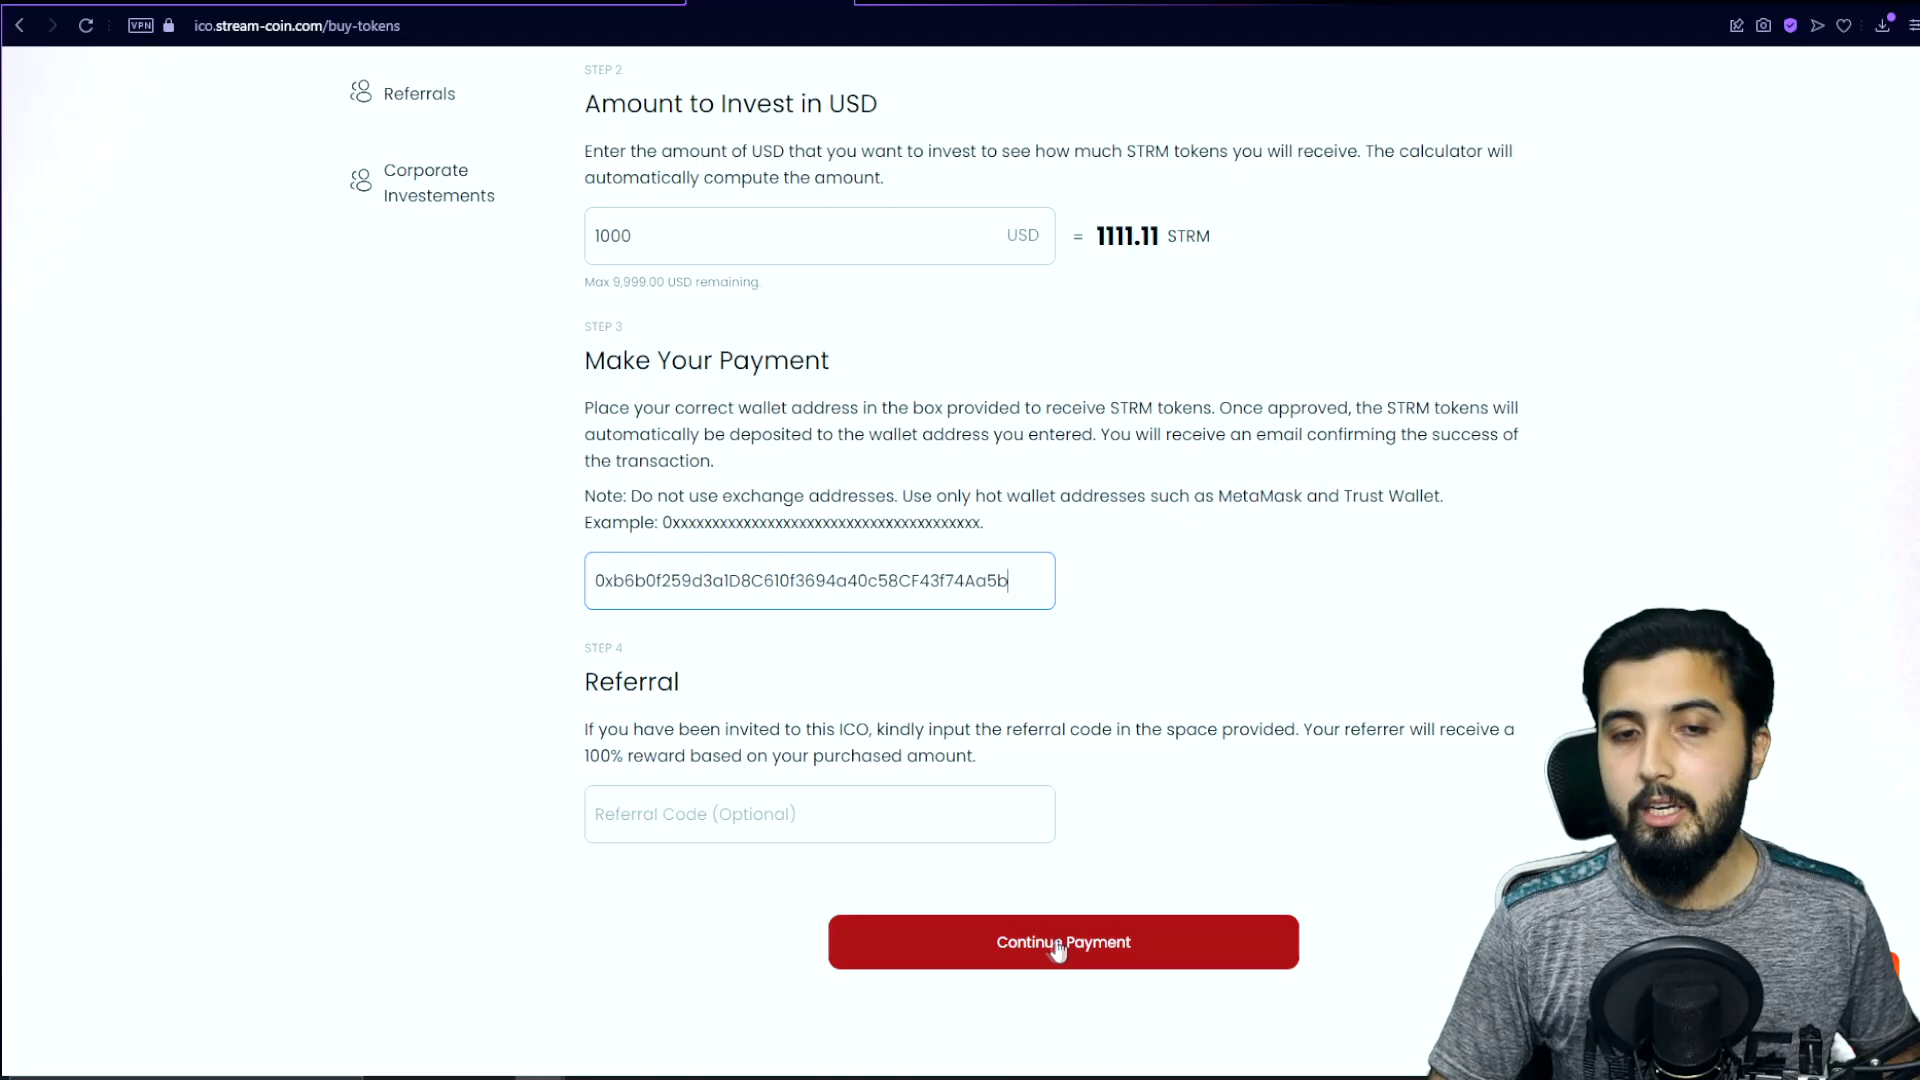 VPN
ico.stream-coin.com/buy-tokens
Referrals
Corporate
Investements
STEP 2
Amount to Invest in USD
Enter the amount of USD that you want to invest to see how much STRM tokens you will receive. The calculator will
automatically compute the amount.
1000 USD = 1111.11 STRM
Max 9,999.00 USD remaining.
STEP 3
Make Your Payment
Place your correct wallet address in the box provided to receive STRM tokens. Once approved, the STRM tokens will
automatically be deposited to the wallet address you entered. You will receive an email confirming the success of
the transaction.
Note: Do not use exchange addresses. Use only hot wallet addresses such as MetaMask and Trust Wallet.
Example: 0xxxxxxxxxxxxxxxxxxxxxxxxxxxxxxxxxxxxxxx.
0xb6b0f259d3a1D8C610f3694a40c58CF43f74Aa5b
STEP 4
Referral
If you have been invited to this ICO, kindly input the referral code in the space provided. Your referrer will receive a
100% reward based on your purchased amount.
Referral Code (Optional)
Continue Payment